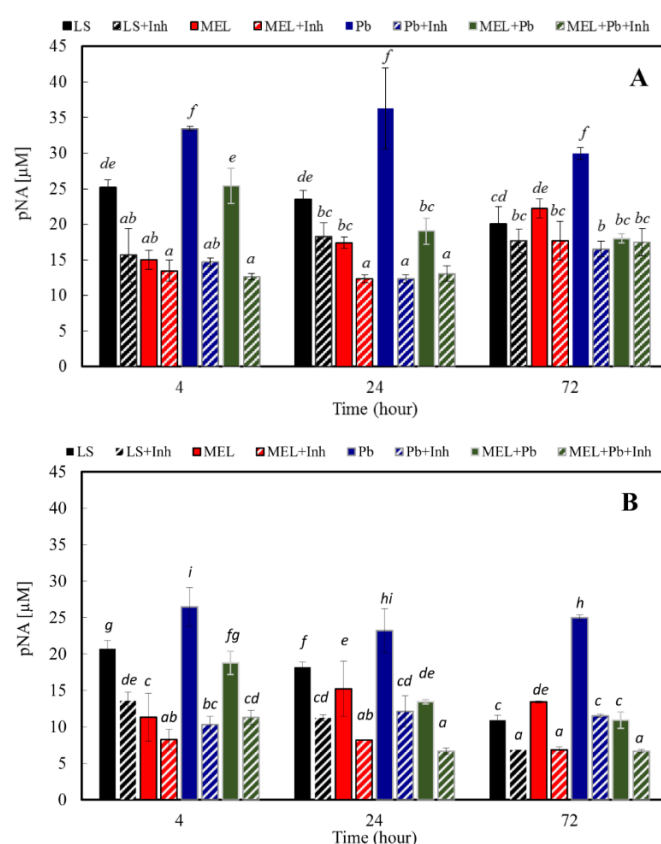 LS LS+Inh MEL MEL+Inh Pb Pb+Inh MEL+Pb MEL+Pb+Inh
A
45
40
35
30
25
20
15
10
5
0
pNA [µM]
de ab ab a f ab e a
de bc bc a f a bc a
cd bc de bc f b bc bc
4 24 72
Time (hour)
LS LS+Inh MEL MEL+Inh Pb Pb+Inh MEL+Pb MEL+Pb+Inh
B
45
40
35
30
25
20
15
10
5
0
pNA [µM]
g de c ab i bc fg cd
f cd e ab hi cd de a
c a de a h c c a
4 24 72
Time (hour)